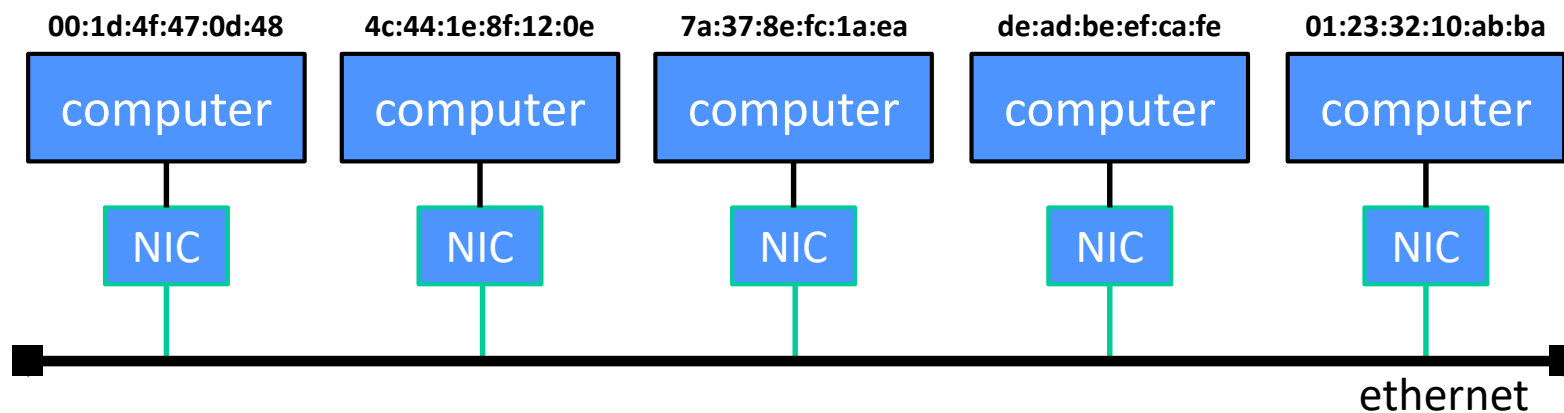 00:1d:4f:47:0d:48 4c:44:1e:8f:12:0e 7a:37:8e:fc:1a:ea de:ad:be:ef:ca:fe 01:23:32:10:ab:ba
computer computer computer computer computer
NIC NIC NIC NIC NIC
ethernet